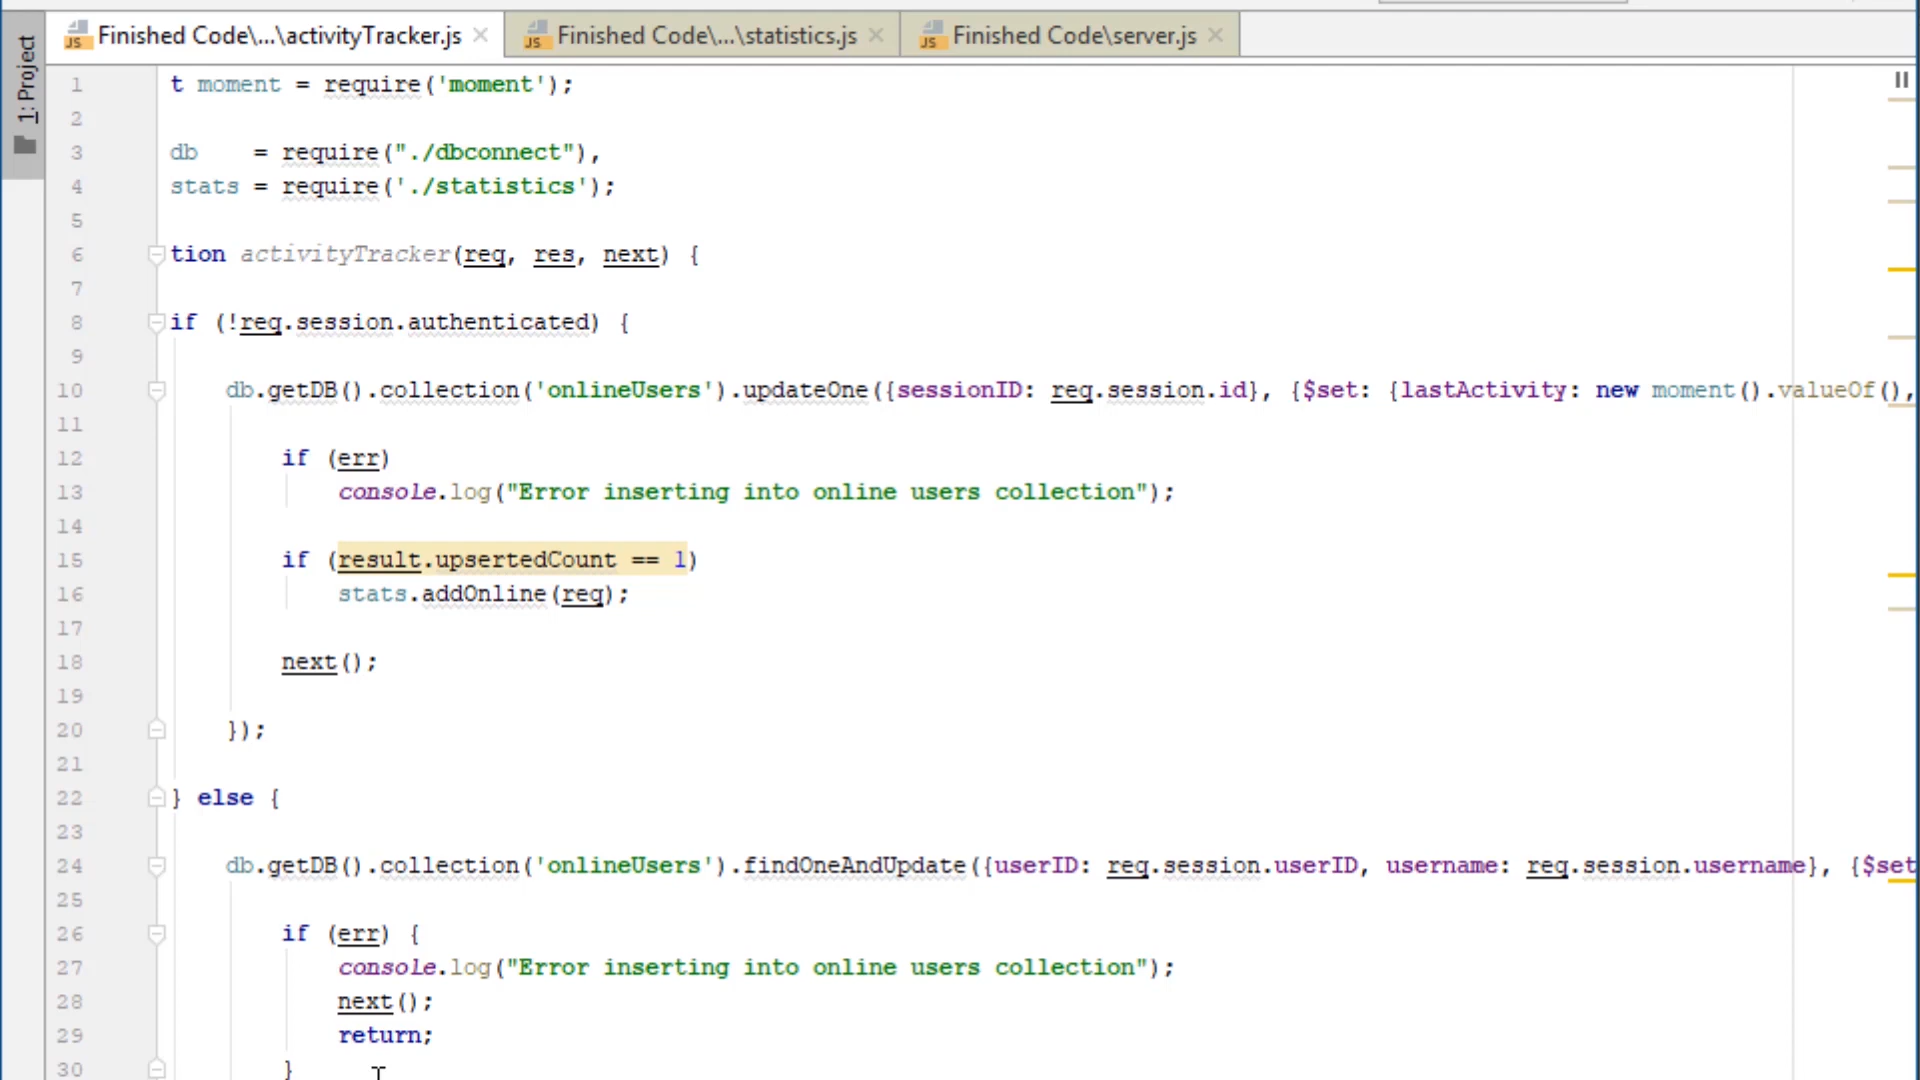 Finished Code\...\activityTracker.js Finished Code\...\statistics.js Finished Code\server.js
1: Project
1 t moment = require('moment');
2
3 db    = require("./dbconnect"),
4 stats = require('./statistics');
5
6 tion activityTracker(req, res, next) {
7
8 if (!req.session.authenticated) {
9
10 db.getDB().collection('onlineUsers').updateOne({sessionID: req.session.id}, {$set: {lastActivity: new moment().valueOf(),
11
12 if (err)
13 console.log("Error inserting into online users collection");
14
15 if (result.upsertedCount == 1)
16 stats.addOnline(req);
17
18 next();
19
20 });
21
22 } else {
23
24 db.getDB().collection('onlineUsers').findOneAndUpdate({userID: req.session.userID, username: req.session.username}, {$set
25
26 if (err) {
27 console.log("Error inserting into online users collection");
28 next();
29 return;
30 }